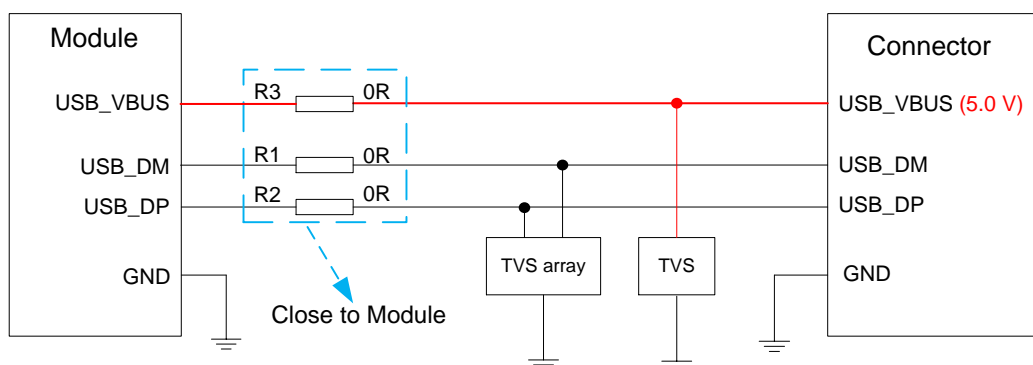 Module
Connector
R3 0R
USB_VBUS
USB_VBUS (5.0 V)
R1 0R
USB_DM
USB_DM
R2 0R
USB_DP
USB_DP
TVS array
TVS
GND
GND
Close to Module